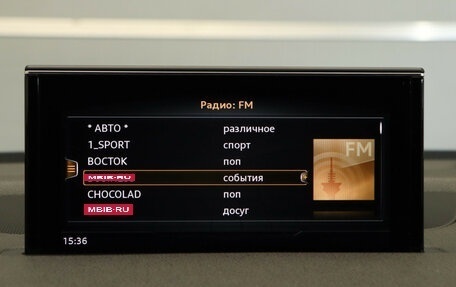 Радио: FM
* АВТО * различное
1_SPORT спорт
ВОСТОК поп
MBIB-RU события
CHOCOLAD поп
MBIB-RU досуг
FM
15:36